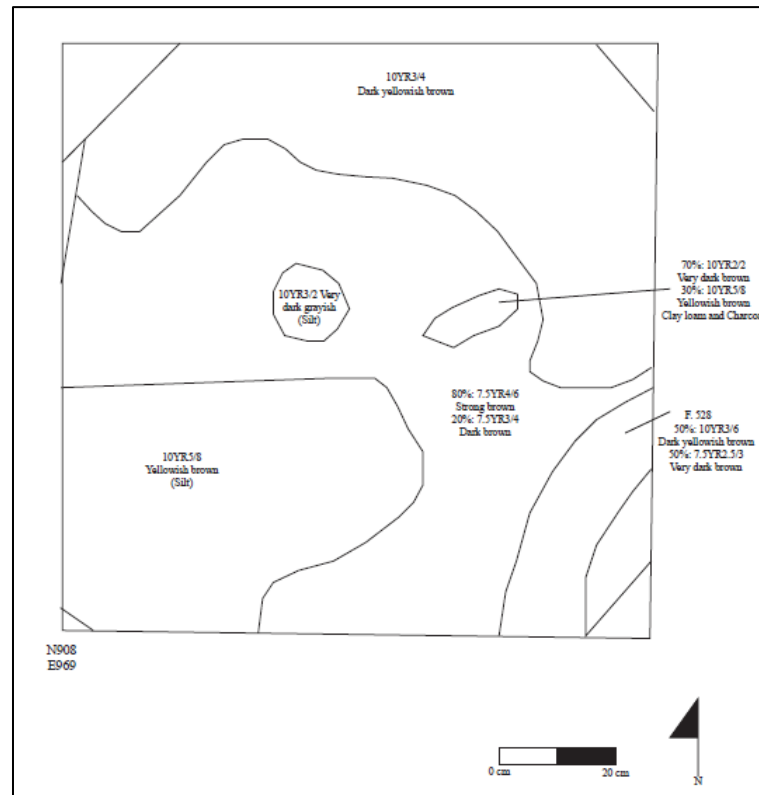 10YR3/4
Dark yellowish brown
70%: 10YR2/2
Very dark brown
30%: 10YR5/8
Yellowish brown
Clay loam and Charcoa
10YR3/2 Very
dark grayish
(Silt)
80%: 7.5YR4/6
Strong brown
20%: 7.5YR3/4
Dark brown
F. 528
50%: 10YR3/6
Dark yellowish brown
50%: 7.5YR2.5/3
Very dark brown
10YR5/8
Yellowish brown
(Silt)
N908
E969
0 cm
20 cm
N